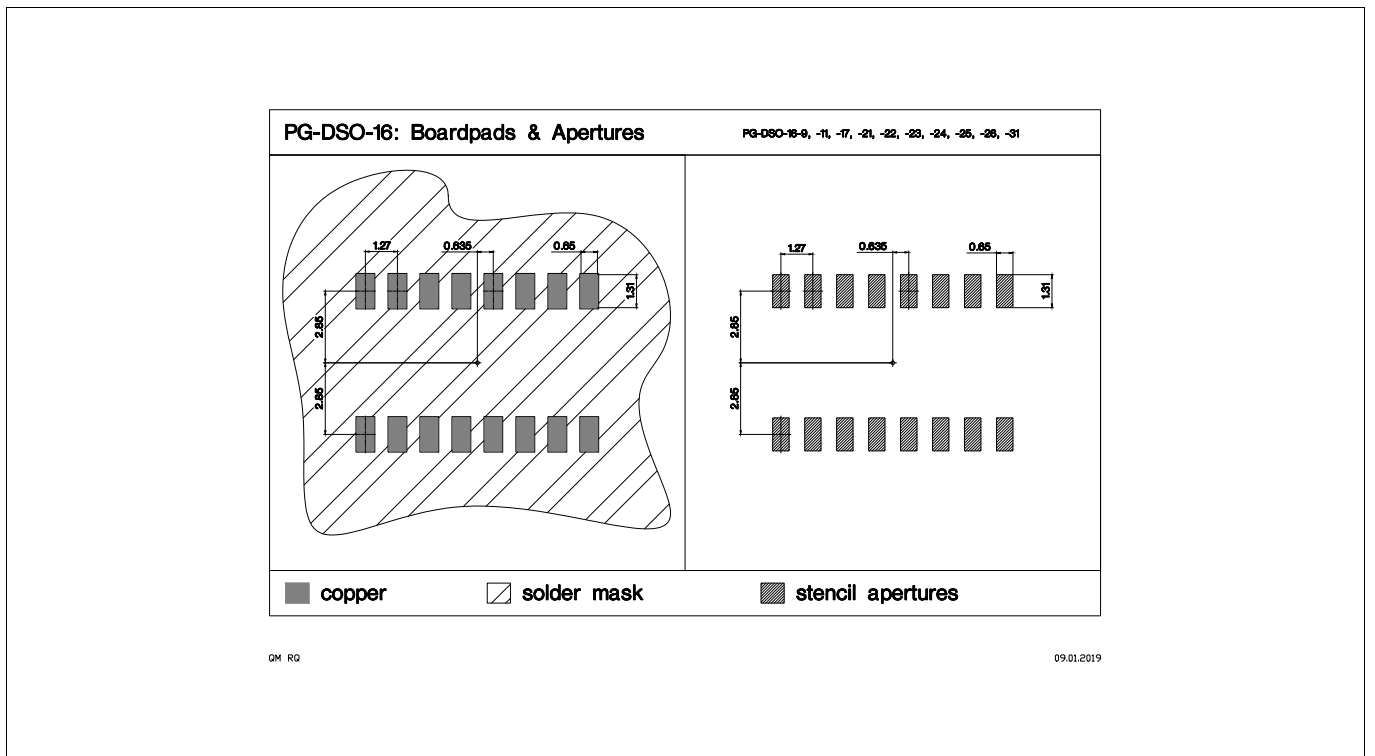 PG-DSO-16: Boardpads & Apertures
PG-DSO-16-9, -11, -17, -21, -22, -23, -24, -25, -26, -31
1.27
0.635
0.65
1.31
2.85
2.85
1.27
0.635
0.65
1.31
2.85
2.85
copper
solder mask
stencil apertures
QM RQ
09.01.2019